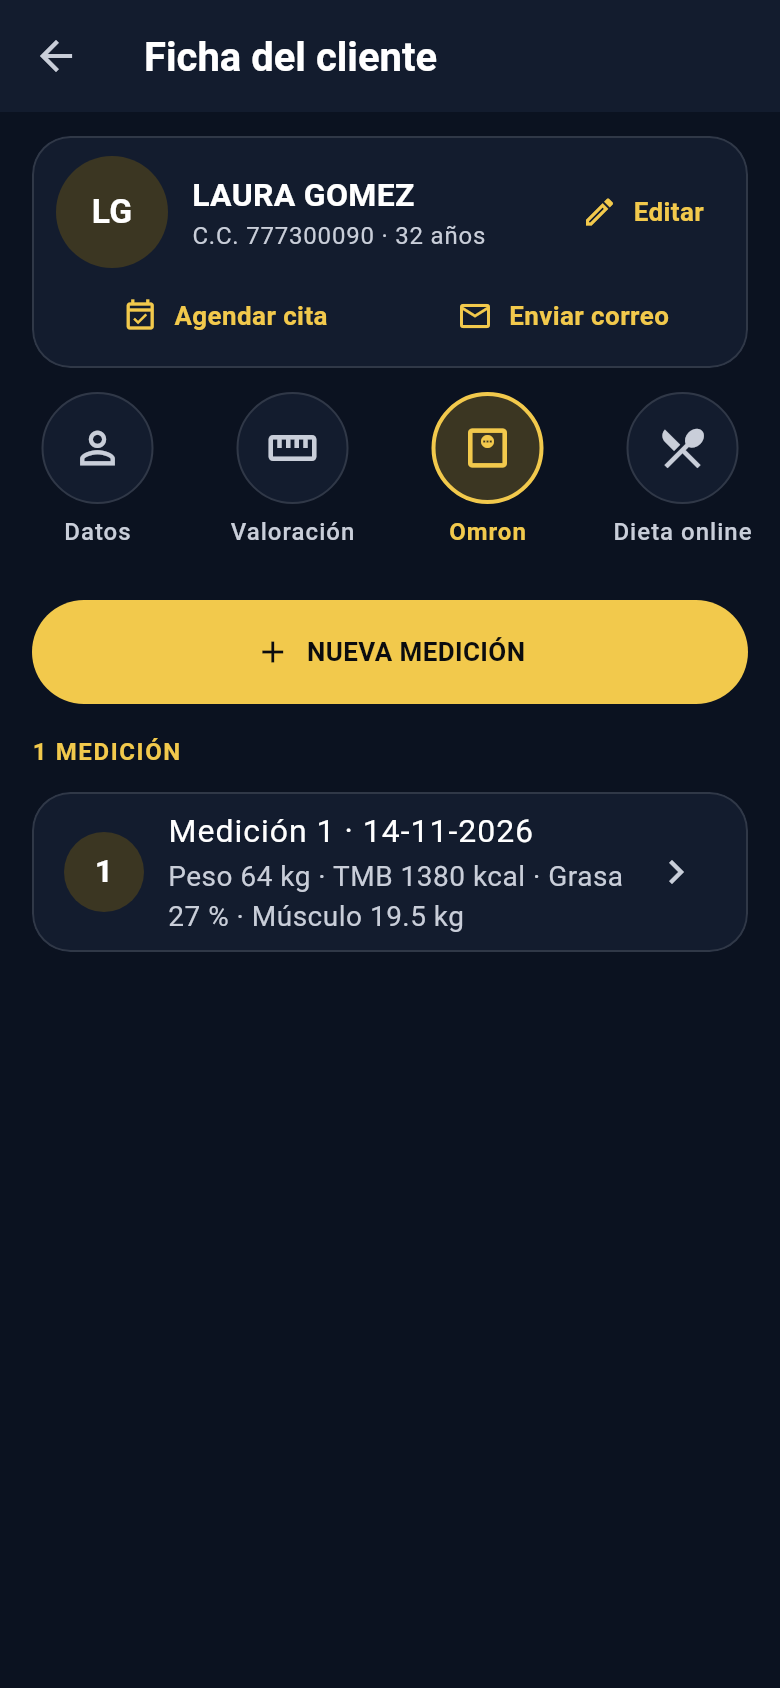 Ficha del cliente
LG
LAURA GOMEZ
C.C. 777300090 · 32 años
Editar
Agendar cita
Enviar correo
Datos
Valoración
Omron
Dieta online
+ NUEVA MEDICIÓN
1 MEDICIÓN
1
Medición 1 · 14-11-2026
Peso 64 kg · TMB 1380 kcal · Grasa
27 % · Músculo 19.5 kg